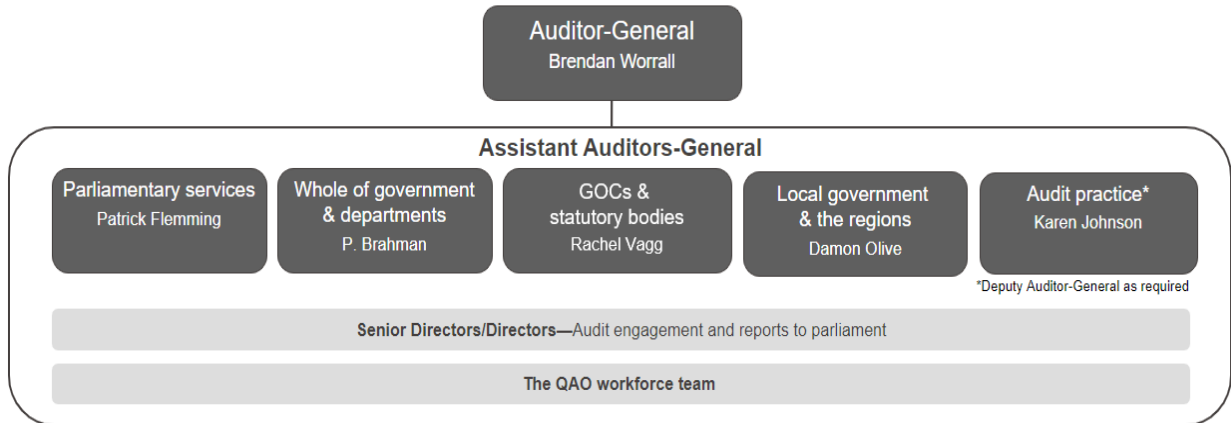 Auditor-General
Brendan Worrall
Assistant Auditors-General
Parliamentary services
Patrick Flemming
Whole of government
& departments
P. Brahman
GOCs &
statutory bodies
Rachel Vagg
Local government
& the regions
Damon Olive
Audit practice*
Karen Johnson
*Deputy Auditor-General as required
Senior Directors/Directors—Audit engagement and reports to parliament
The QAO workforce team